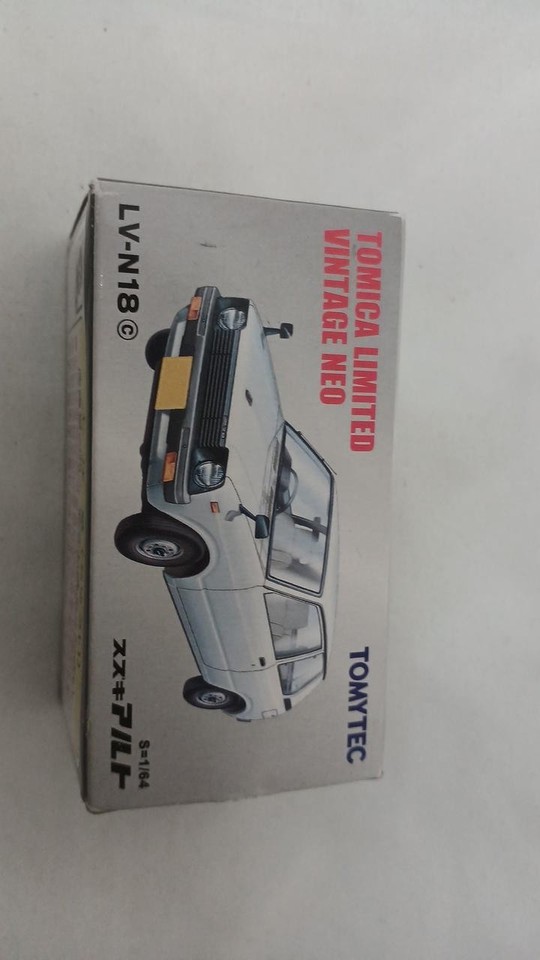 TOMICA LIMITED
VINTAGE NEO
TOMYTEC
LV-N18 ⓒ
S=1/64
スズキ アルト